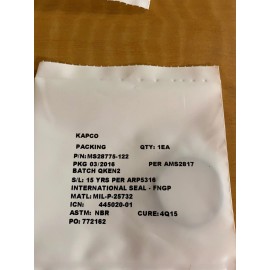 KAPCO
PACKING QTY: 1EA
P/N: MS28775-122
PKG 03/2016 PER AMS2817
BATCH QKEN2
S/L: 15 YRS PER ARP5316
INTERNATIONAL SEAL - FNGP
MATL: MIL-P-25732
ICN: 445020-01
ASTM: NBR CURE: 4Q15
PO: 772162